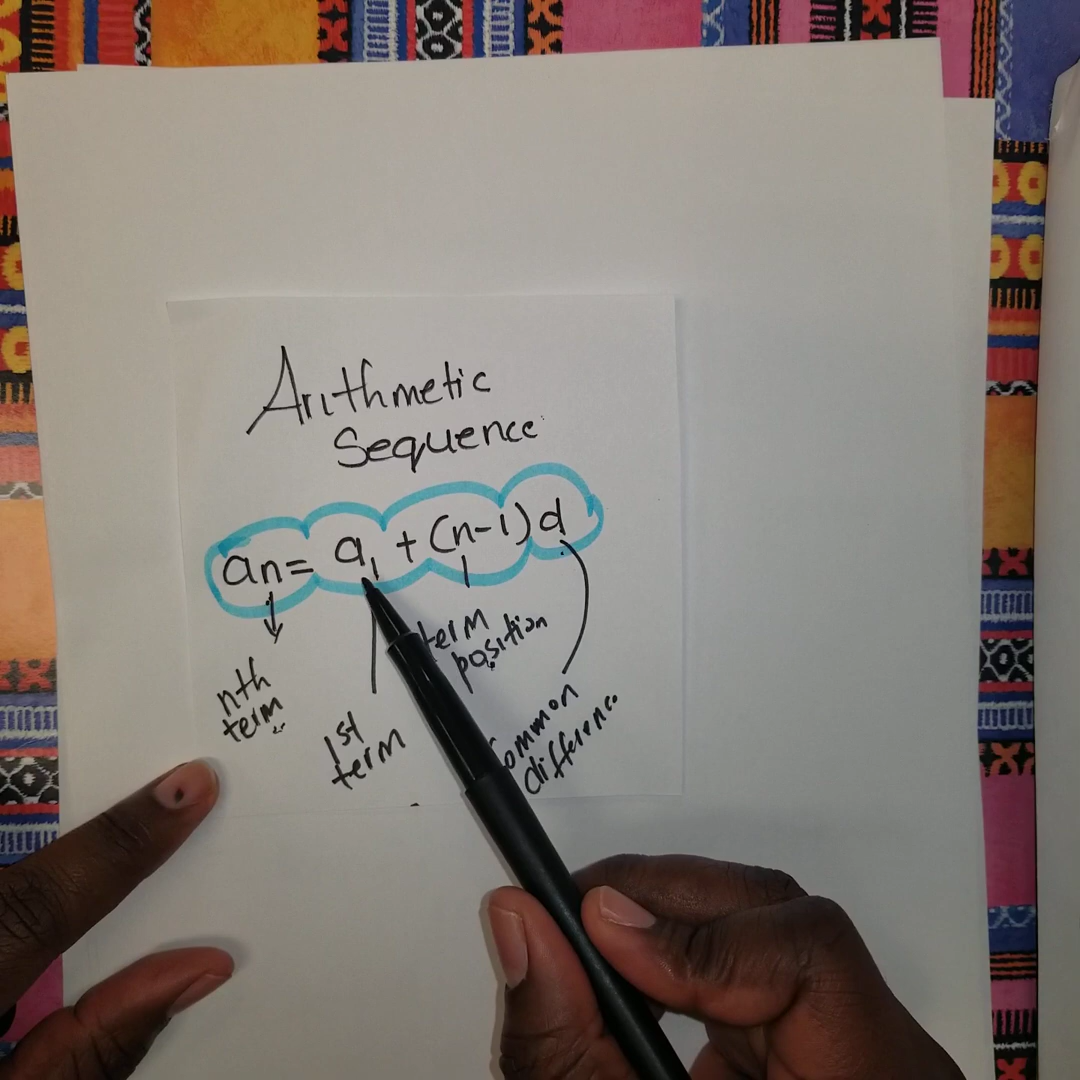 Arithmetic
Sequence
an = a1 + (n-1)d
nth
term
1st
term
term
position
Common
difference